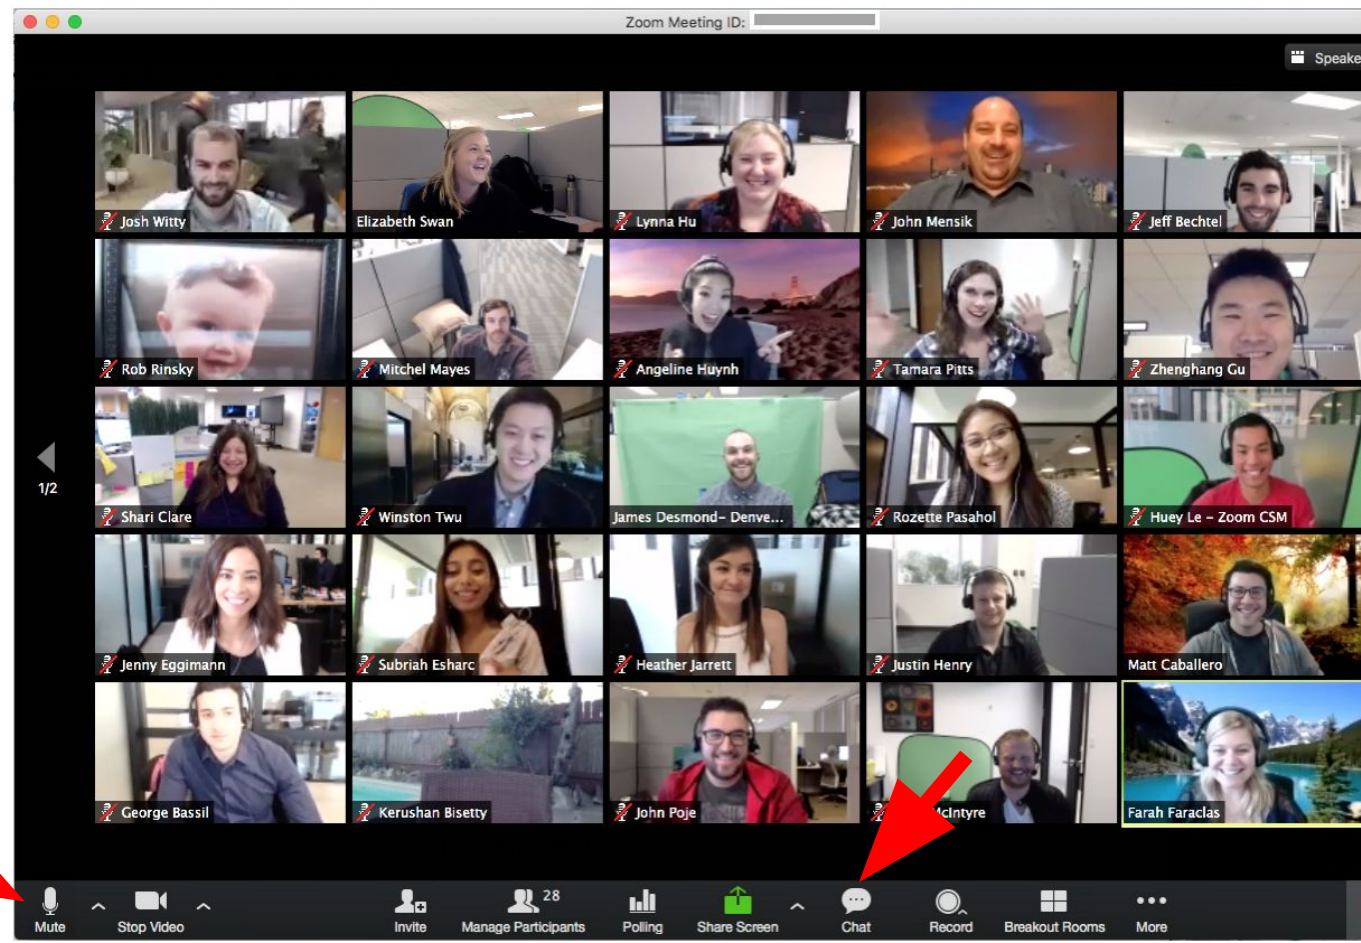 Zoom Meeting ID:
Speake
Josh Witty
Elizabeth Swan
Lynna Hu
John Mensik
Jeff Bechtel
Rob Rinsky
Mitchel Mayes
Angeline Huynh
Tamara Pitts
Zhenghang Gu
1/2
Shari Clare
Winston Twu
James Desmond- Denve...
Rozette Pasahol
Huey Le - Zoom CSM
Jenny Eggimann
Subriah Esharc
Heather Jarrett
Justin Henry
Matt Caballero
George Bassil
Kerushan Bisetty
John Poje
McIntyre
Farah Faraclas
28
Mute
Stop Video
Invite
Manage Participants
Polling
Share Screen
Chat
Record
Breakout Rooms
More